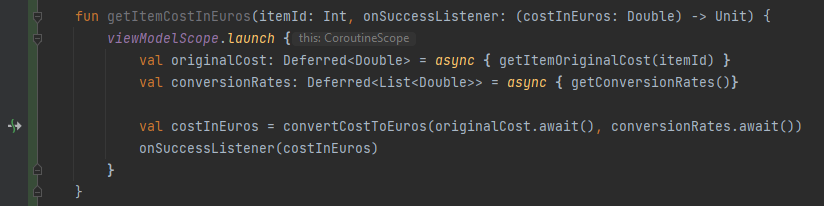 fun getItemCostInEuros(itemId: Int, onSuccessListener: (costInEuros: Double) -> Unit) {
viewModelScope.launch { this: CoroutineScope
val originalCost: Deferred<Double> = async { getItemOriginalCost(itemId) }
val conversionRates: Deferred<List<Double>> = async { getConversionRates()}
val costInEuros = convertCostToEuros(originalCost.await(), conversionRates.await())
onSuccessListener(costInEuros)
}
}